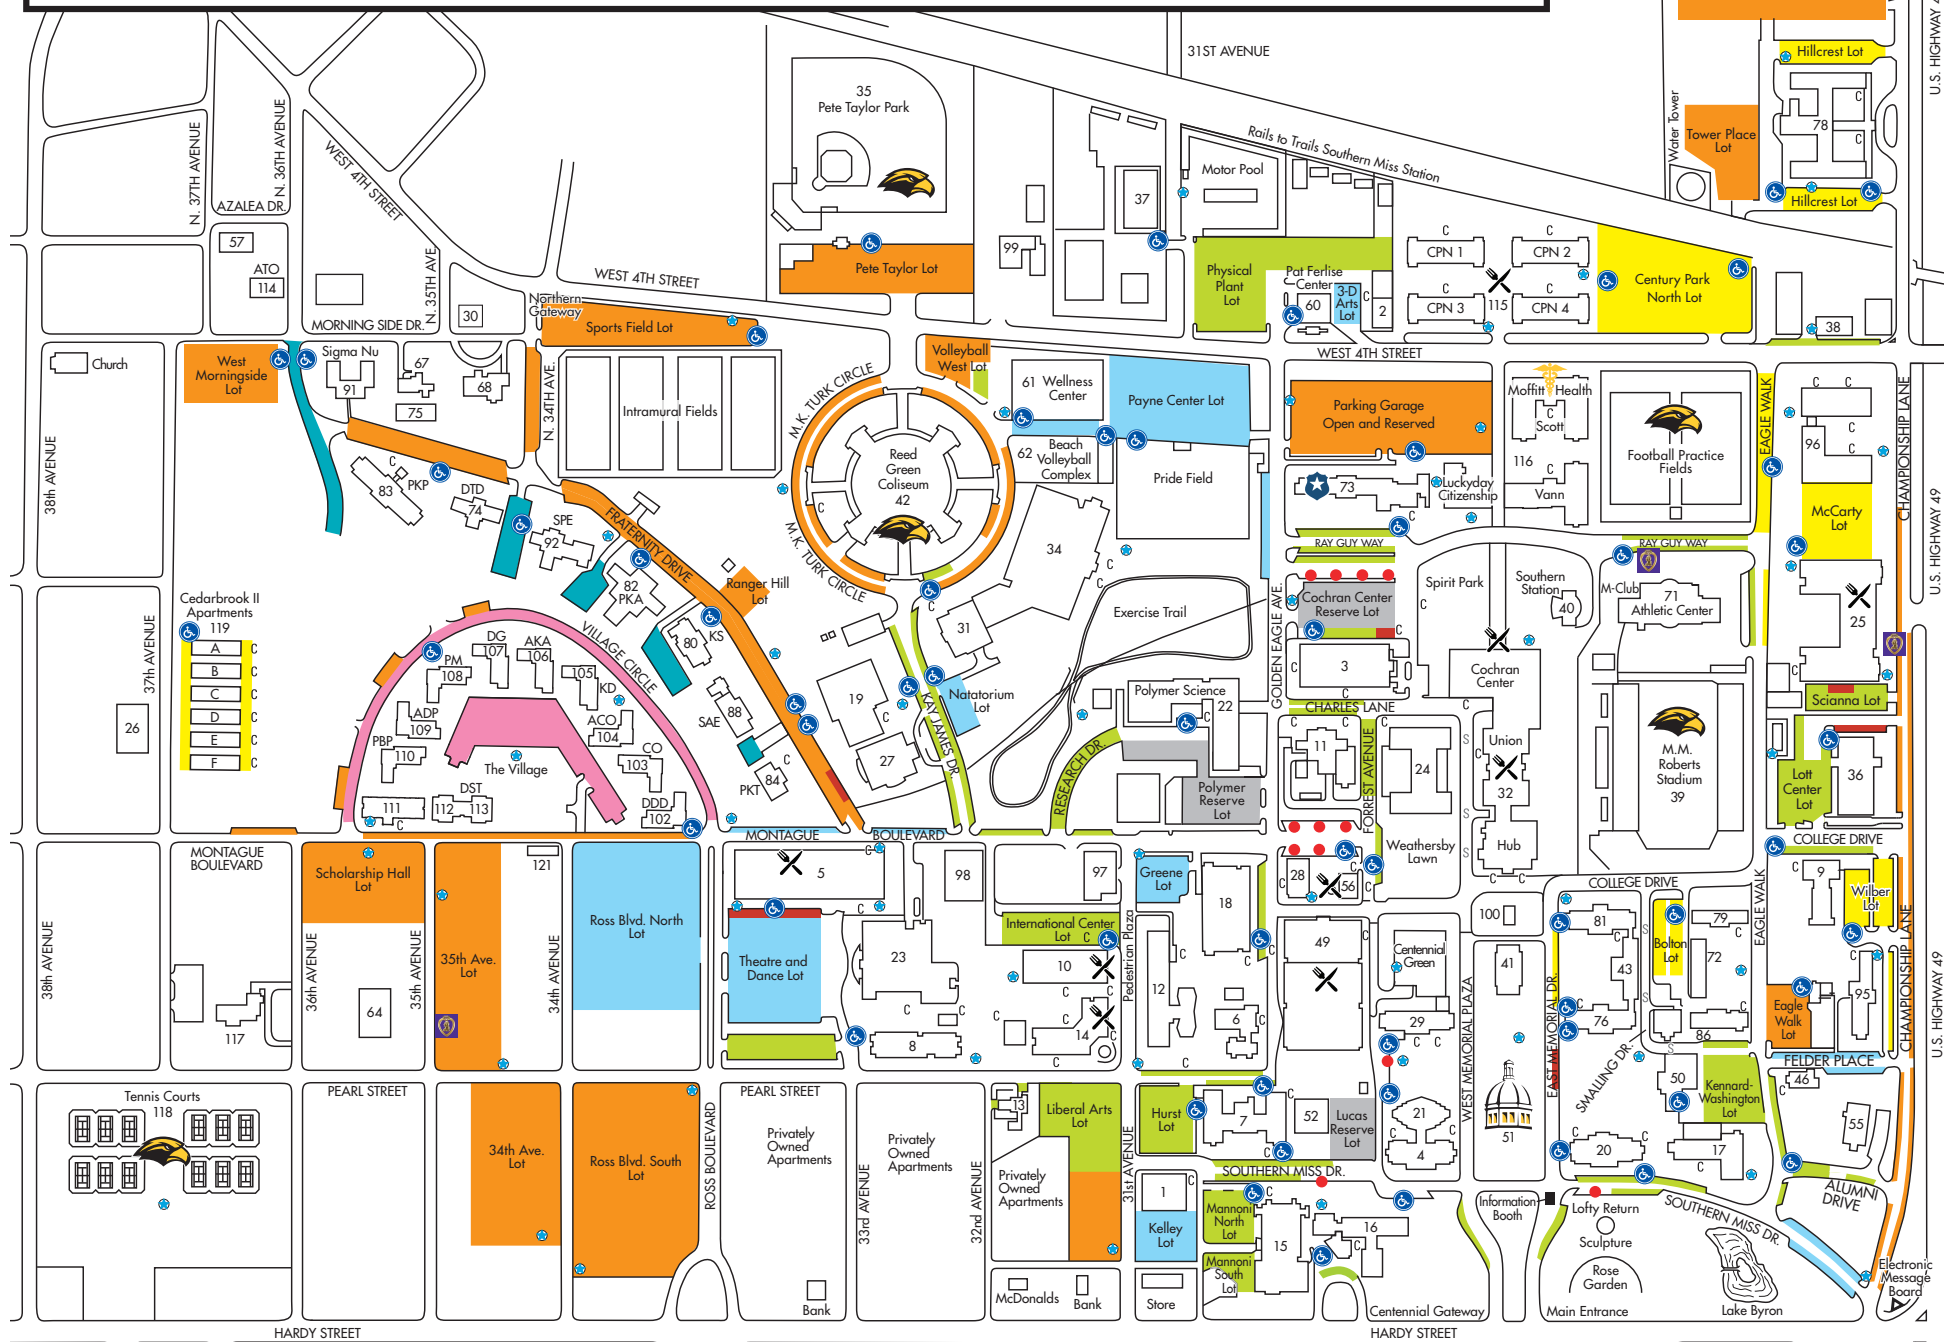 31ST AVENUE
U.S. HIGHWAY 4
Hillcrest Lot
C
78
C
Water Tower
Tower Place
Lot
Hillcrest Lot
35
Pete Taylor Park
Rails to Trails Southern Miss Station
Motor Pool
37
2
N. 37TH AVENUE
N. 36TH AVENUE
AZALEA DR.
WEST 4TH STREET
57
ATO
114
N. 35TH AVE.
30
MORNING SIDE DR.
Northern
Gateway
WEST 4TH STREET
Sports Field Lot
Pete Taylor Lot
99
Physical
Plant
Lot
Pat Ferlise
Center
60
3-D
Arts
Lot
C
C
CPN 1
C
CPN 2
C
CPN 3
115
C
CPN 4
Century Park
North Lot
38
Church
West
Morningside
Lot
Sigma Nu
91
67
75
68
N. 34TH AVE.
Intramural Fields
M.K. TURK CIRCLE
Volleyball
West Lot
Reed
Green
Coliseum
42
C
M.K. TURK CIRCLE
61 Wellness
Center
Payne Center Lot
62
Beach
Volleyball
Complex
Pride Field
WEST 4TH STREET
Parking Garage
Open and Reserved
Moffitt Health
C
Scott
116
C
Vann
73
C
Luckyday
Citizenship
Football Practice
Fields
EAGLE WALK
C
C
C
96
C
McCarty
Lot
CHAMPIONSHIP LANE
U.S. HIGHWAY 49
38th AVENUE
C
83
PKP
DTD
74
SPE
92
FRATERNITY DRIVE
82
PKA
Ranger Hill
Lot
34
C
C
RAY GUY WAY
RAY GUY WAY
Cochran Center
Reserve Lot
C
Spirit Park
C
Southern
Station
40
M-Club
71
Athletic Center
C
25
C
Cedarbrook II
Apartments
119
A
C
B
C
C
C
D
C
E
C
F
C
37th AVENUE
26
VILLAGE CIRCLE
DG
107
AKA
106
PM
108
105
KD
80
KS
ADP
109
ACO
104
PBP
110
The Village
CO
103
DST
111
112
113
C
DDD
102
SAE
88
84
C
PKT
19
C
27
31
C
Natatorium
Lot
KAY JAMES DR.
Exercise Trail
Polymer Science
22
C
RESEARCH DR.
Polymer
Reserve
Lot
GOLDEN EAGLE AVE.
C
3
C
CHARLES LANE
C
C
11
FORREST AVENUE
C
24
Cochran
Center
C
S
Union
C
32
S
Hub
S
C
C
Weathersby
Lawn
M.M.
Roberts
Stadium
39
Scianna Lot
C
36
Lott
Center
Lot
C
COLLEGE DRIVE
MONTAGUE
BOULEVARD
MONTAGUE
BOULEVARD
Scholarship Hall
Lot
36th AVENUE
64
35th AVENUE
35th Ave.
Lot
121
34th AVENUE
Ross Blvd. North
Lot
5
C
C
C
Theatre and
Dance Lot
98
97
C
23
C
C
C
8
C
International Center
Lot
C
10
C
C
14
C
C
Pedestrian Plaza
Greene
Lot
12
C
18
C
C
6
C
C
28
56
C
C
49
C
Centennial
Green
C
29
C
C
100
41
WEST MEMORIAL PLAZA
EAST MEMORIAL DR.
COLLEGE DRIVE
C
81
C
43
C
76
S
S
Bolton
Lot
79
C
72
C
86
S
EAGLE WALK
9
C
Wilber
Lot
C
95
C
C
Eagle
Walk
Lot
FELDER PLACE
CHAMPIONSHIP LANE
U.S. HIGHWAY 49
38th AVENUE
117
Tennis Courts
118
PEARL STREET
PEARL STREET
34th Ave.
Lot
Ross Blvd. South
Lot
ROSS BOULEVARD
Privately
Owned
Apartments
33rd AVENUE
Privately
Owned
Apartments
32nd AVENUE
C
13
Liberal Arts
Lot
Privately
Owned
Apartments
31st AVENUE
Hurst
Lot
7
C
C
52
Lucas
Reserve
Lot
C
21
C
C
4
51
SMALLING DR.
50
C
Kennard-
Washington
Lot
46
C
55
20
17
C
C
SOUTHERN MISS DR.
1
C
Kelley
Lot
Mannoni
North
Lot
C
15
Mannoni
South
Lot
16
C
Information
Booth
Lofty Return
Sculpture
Rose
Garden
SOUTHERN MISS DR.
ALUMNI
DRIVE
Lake Byron
Electronic
Message
Board
Bank
McDonalds
Bank
Store
Centennial Gateway
Main Entrance
HARDY STREET
HARDY STREET